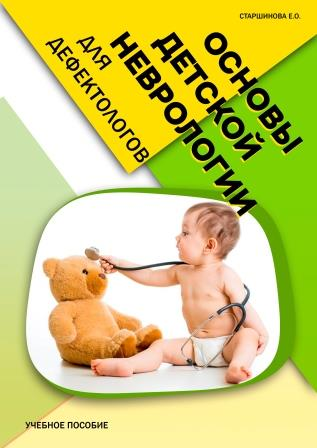 СТАРШИНОВА Е.О.
ОСНОВЫ
ДЕТСКОЙ
НЕВРОЛОГИИ
ДЛЯ
ДЕФЕКТОЛОГОВ
УЧЕБНОЕ ПОСОБИЕ